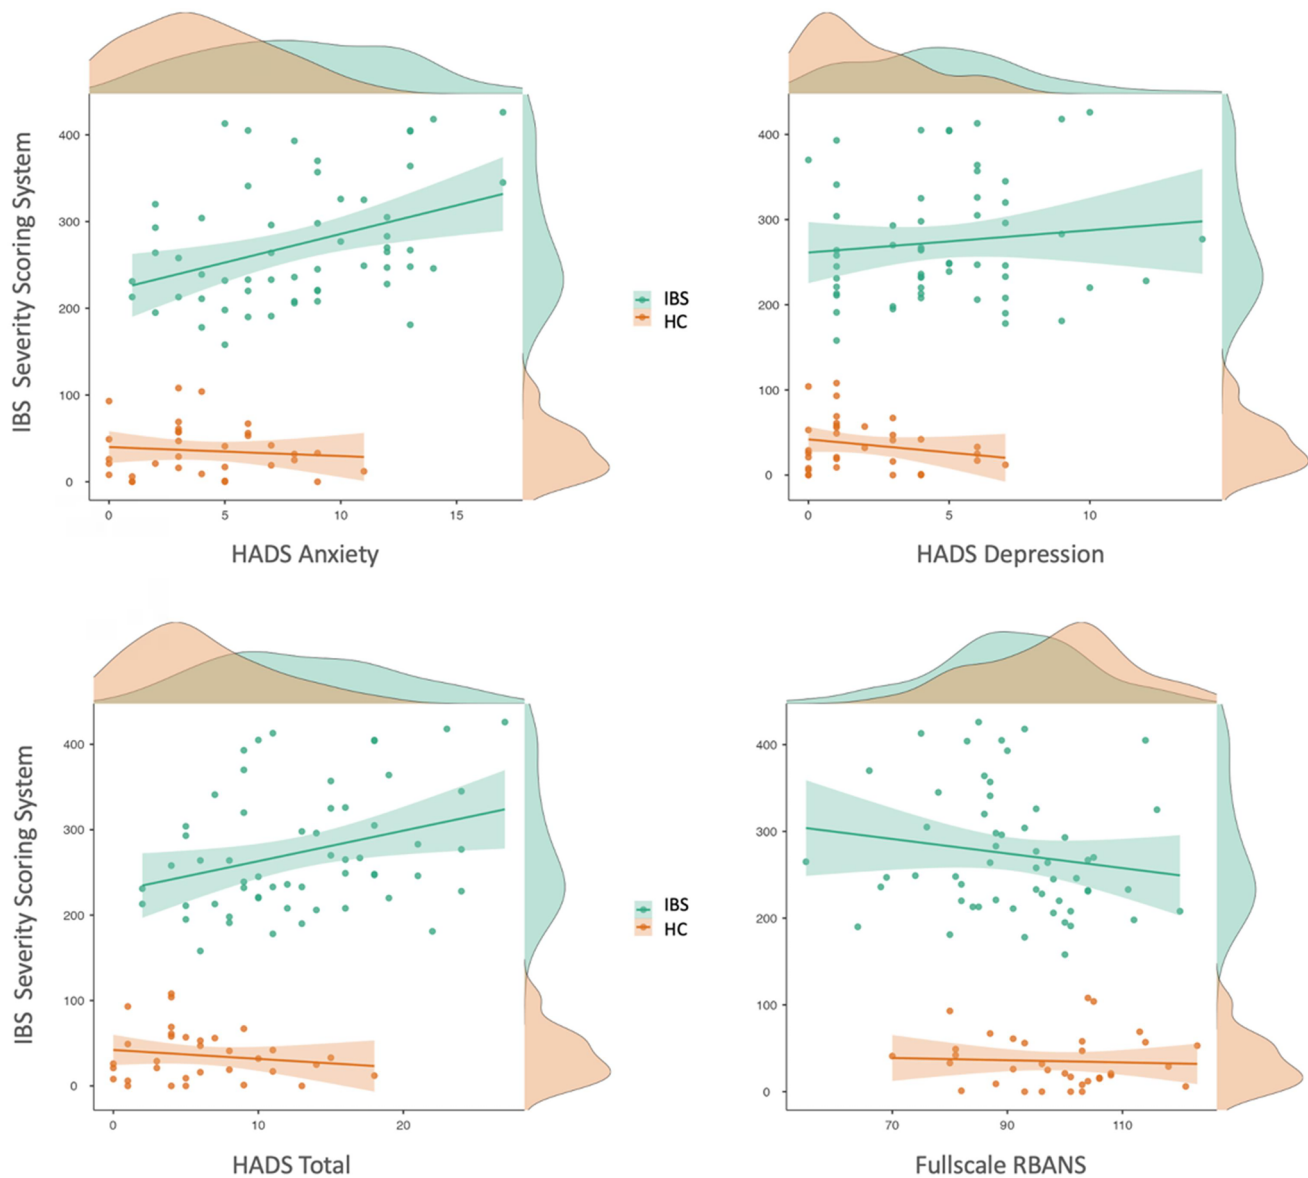 IBS Severity Scoring System
400
300
200
100
0
0 5 10 15
HADS Anxiety
IBS
HC
400
300
200
100
0
0 5 10
HADS Depression
IBS Severity Scoring System
400
300
200
100
0
0 10 20
HADS Total
IBS
HC
400
300
200
100
0
70 90 110
Fullscale RBANS